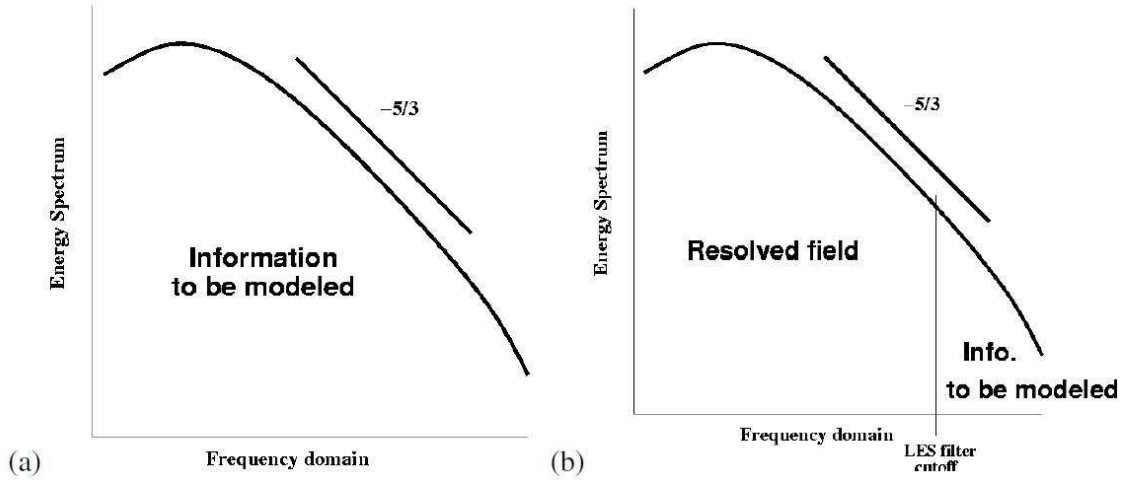 Energy Spectrum
−5/3
Information
to be modeled
Frequency domain
(a)
Energy Spectrum
−5/3
Resolved field
Info.
to be modeled
Frequency domain
LES filter
cutoff
(b)